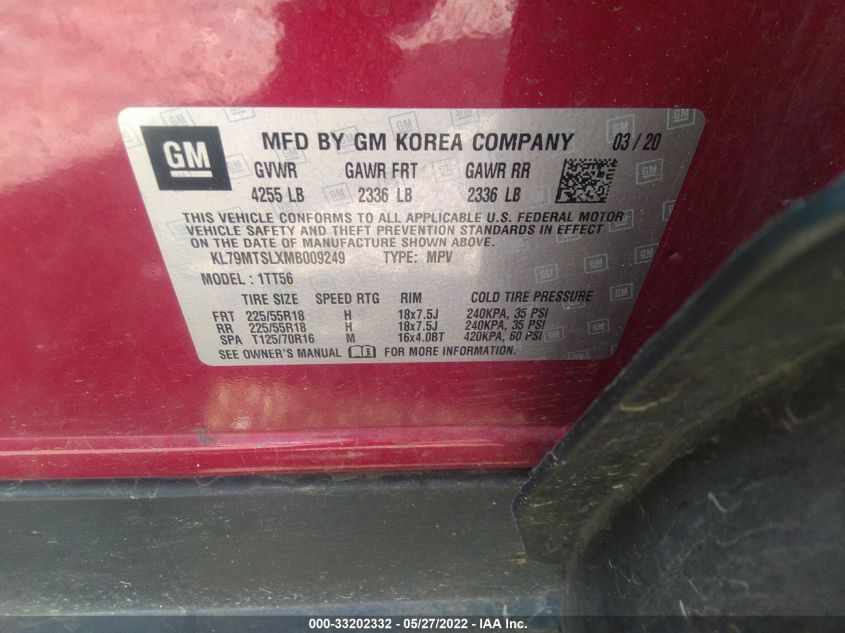 GM
MFD BY GM KOREA COMPANY 03/20
GVWR GAWR FRT GAWR RR
4255 LB 2336 LB 2336 LB
THIS VEHICLE CONFORMS TO ALL APPLICABLE U.S. FEDERAL MOTOR
VEHICLE SAFETY AND THEFT PREVENTION STANDARDS IN EFFECT
ON THE DATE OF MANUFACTURE SHOWN ABOVE.
KL79MTSLXMB009249 TYPE: MPV
MODEL: 1TT56
TIRE SIZE SPEED RTG RIM COLD TIRE PRESSURE
FRT 225/55R18 H 18x7.5J 240KPA, 35 PSI
RR 225/55R18 H 18x7.5J 240KPA, 35 PSI
SPA T125/70R16 M 16x4.0BT 420KPA, 60 PSI
SEE OWNER'S MANUAL FOR MORE INFORMATION.
000-33202332 - 05/27/2022 - IAA Inc.